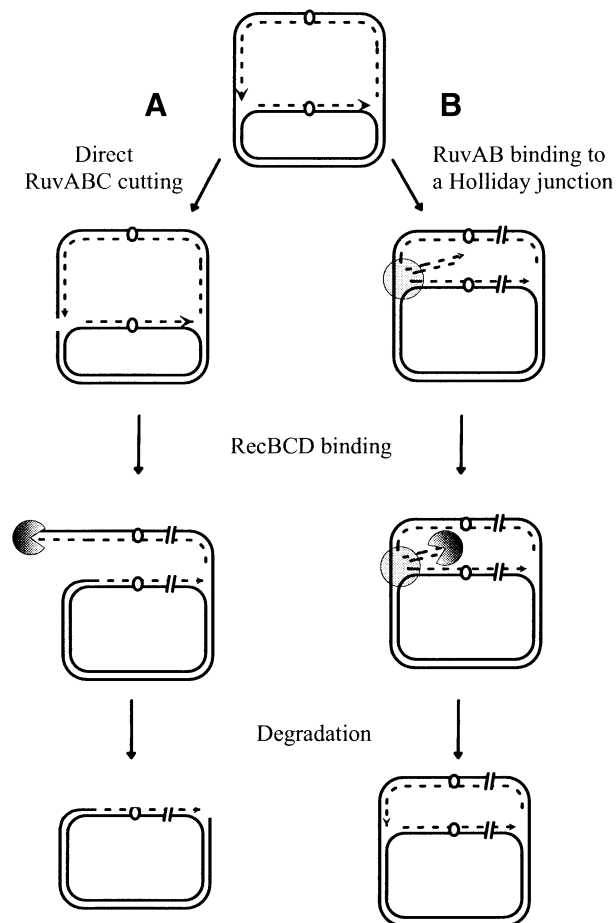 A
B
Direct
RuvABC cutting
RuvAB binding to
a Holliday junction
RecBCD binding
Degradation